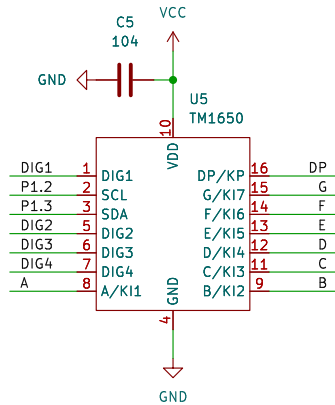 VCC
C5
104
GND
U5
TM1650
10
VDD
DIG1 1 DIG1 DP/KP 16 DP
P1.2 2 SCL G/KI7 15 G
P1.3 3 SDA F/KI6 14 F
DIG2 5 DIG2 E/KI5 13 E
DIG3 6 DIG3 D/KI4 12 D
DIG4 7 DIG4 C/KI3 11 C
A 8 A/KI1 B/KI2 9 B
GND
4
GND